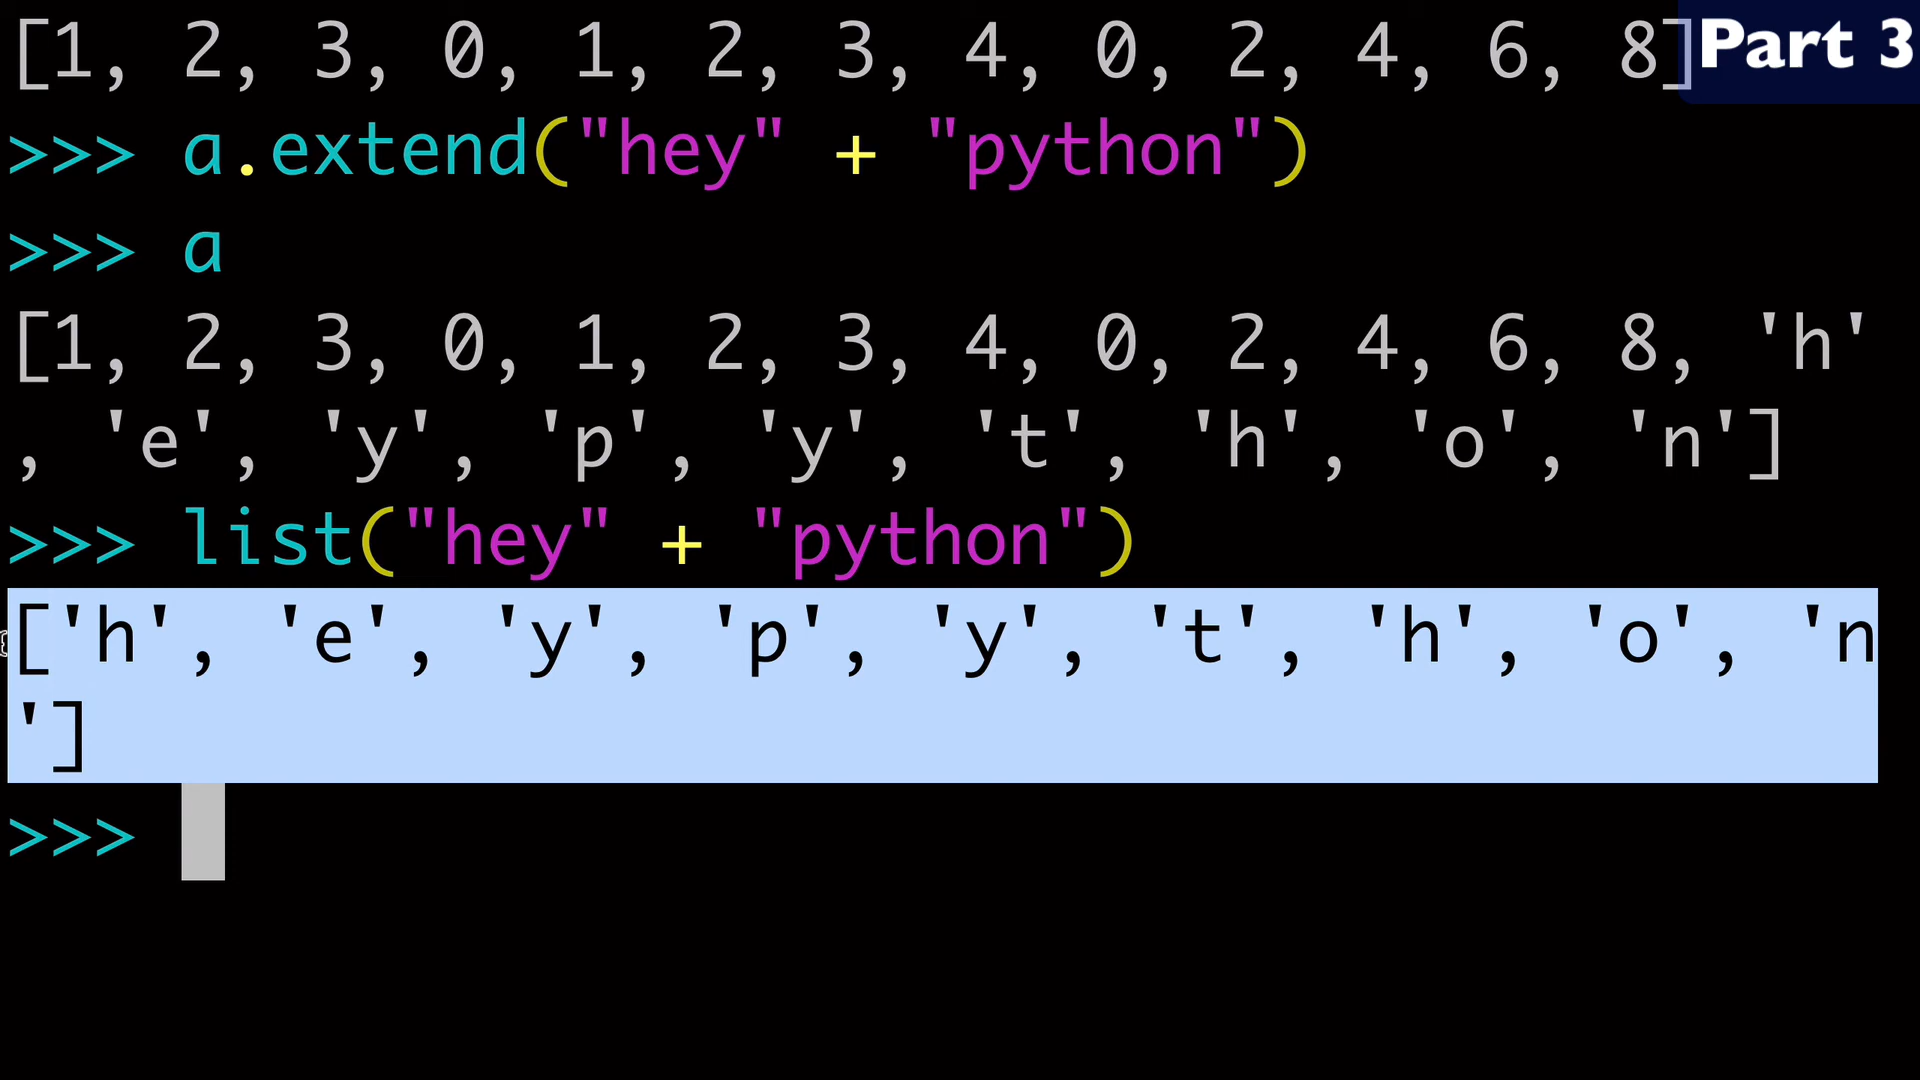 [1, 2, 3, 0, 1, 2, 3, 4, 0, 2, 4, 6, 8]
Part 3
>>> a.extend("hey" + "python")
>>> a
[1, 2, 3, 0, 1, 2, 3, 4, 0, 2, 4, 6, 8, 'h'
, 'e', 'y', 'p', 'y', 't', 'h', 'o', 'n']
>>> list("hey" + "python")
['h', 'e', 'y', 'p', 'y', 't', 'h', 'o', 'n
']
>>>